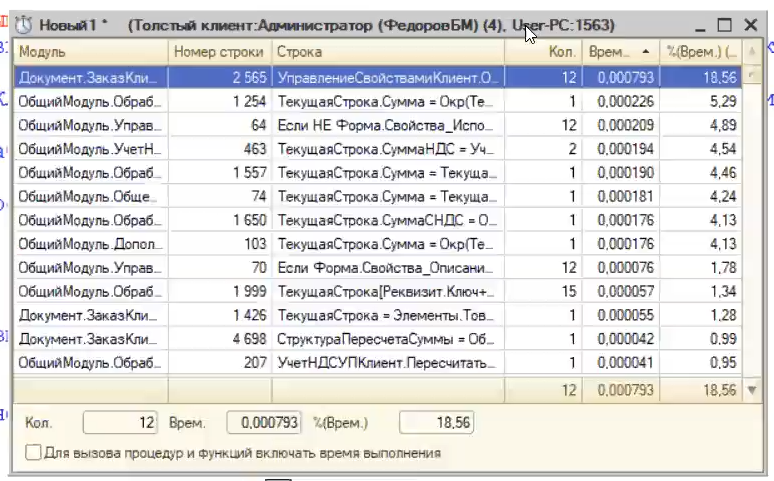 Новый1 * (Толстый клиент:Администратор (ФедоровБМ) (4), User-PC:1563)
Модуль Номер строки Строка Кол. Врем... %(Врем.) (...
Документ.ЗаказКли... 2 565 УправлениеСвойствамиКлиент.О... 12 0,000793 18,56
ОбщийМодуль.Обраб... 1 254 ТекущаяСтрока.Сумма = Окр(Те... 1 0,000226 5,29
ОбщийМодуль.Управ... 64 Если НЕ Форма.Свойства_Испо... 12 0,000209 4,89
ОбщийМодуль.УчетН... 463 ТекущаяСтрока.СуммаНДС = Уч... 2 0,000194 4,54
ОбщийМодуль.Обраб... 1 557 ТекущаяСтрока.Сумма = Текуща... 1 0,000190 4,46
ОбщийМодуль.Обще... 74 ТекущаяСтрока.Сумма = Текуща... 1 0,000181 4,24
ОбщийМодуль.Обраб... 1 650 ТекущаяСтрока.СуммаСНДС = О... 1 0,000176 4,13
ОбщийМодуль.Допол... 103 ТекущаяСтрока.Сумма = Окр(Те... 1 0,000176 4,13
ОбщийМодуль.Управ... 70 Если Форма.Свойства_Описани... 12 0,000076 1,78
ОбщийМодуль.Обраб... 1 999 ТекущаяСтрока[Реквизит.Ключ+... 15 0,000057 1,34
Документ.ЗаказКли... 1 426 ТекущаяСтрока = Элементы.Тов... 1 0,000055 1,28
Документ.ЗаказКли... 4 698 СтруктураПересчетаСуммы = Об... 1 0,000042 0,99
ОбщийМодуль.Обраб... 207 УчетНДСУПКлиент.Пересчитать... 1 0,000041 0,95
12 0,000793 18,56
Кол. 12 Врем. 0,000793 %(Врем.) 18,56
Для вызова процедур и функций включать время выполнения